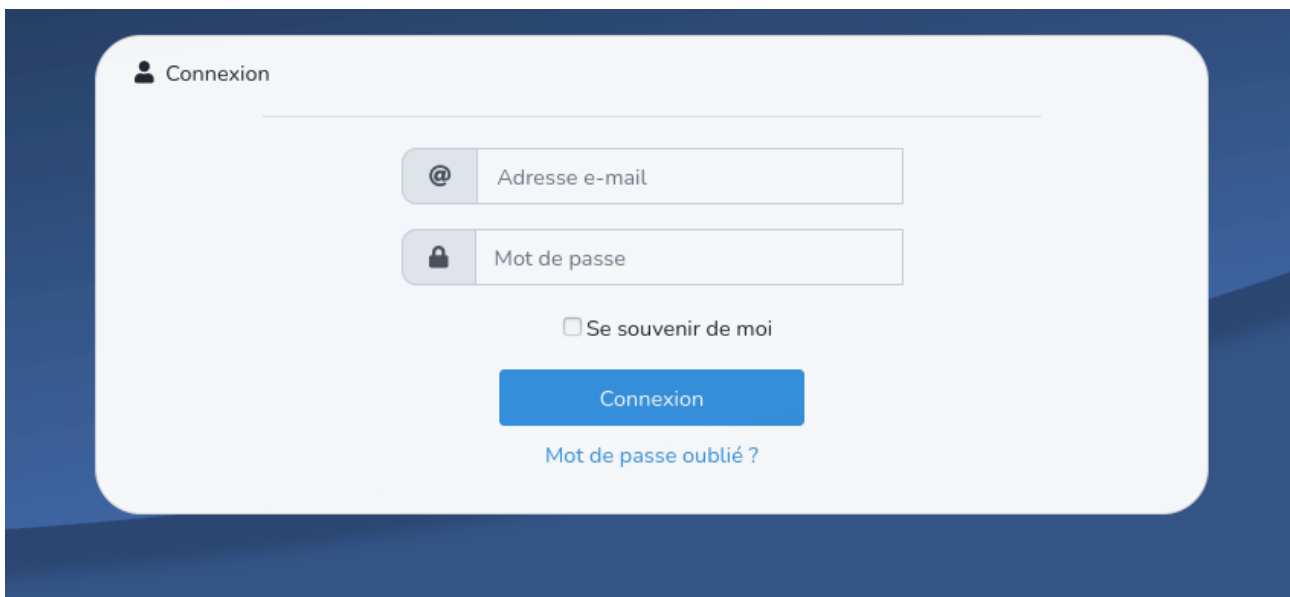 Connexion
@ Adresse e-mail
Mot de passe
Se souvenir de moi
Connexion
Mot de passe oublié ?